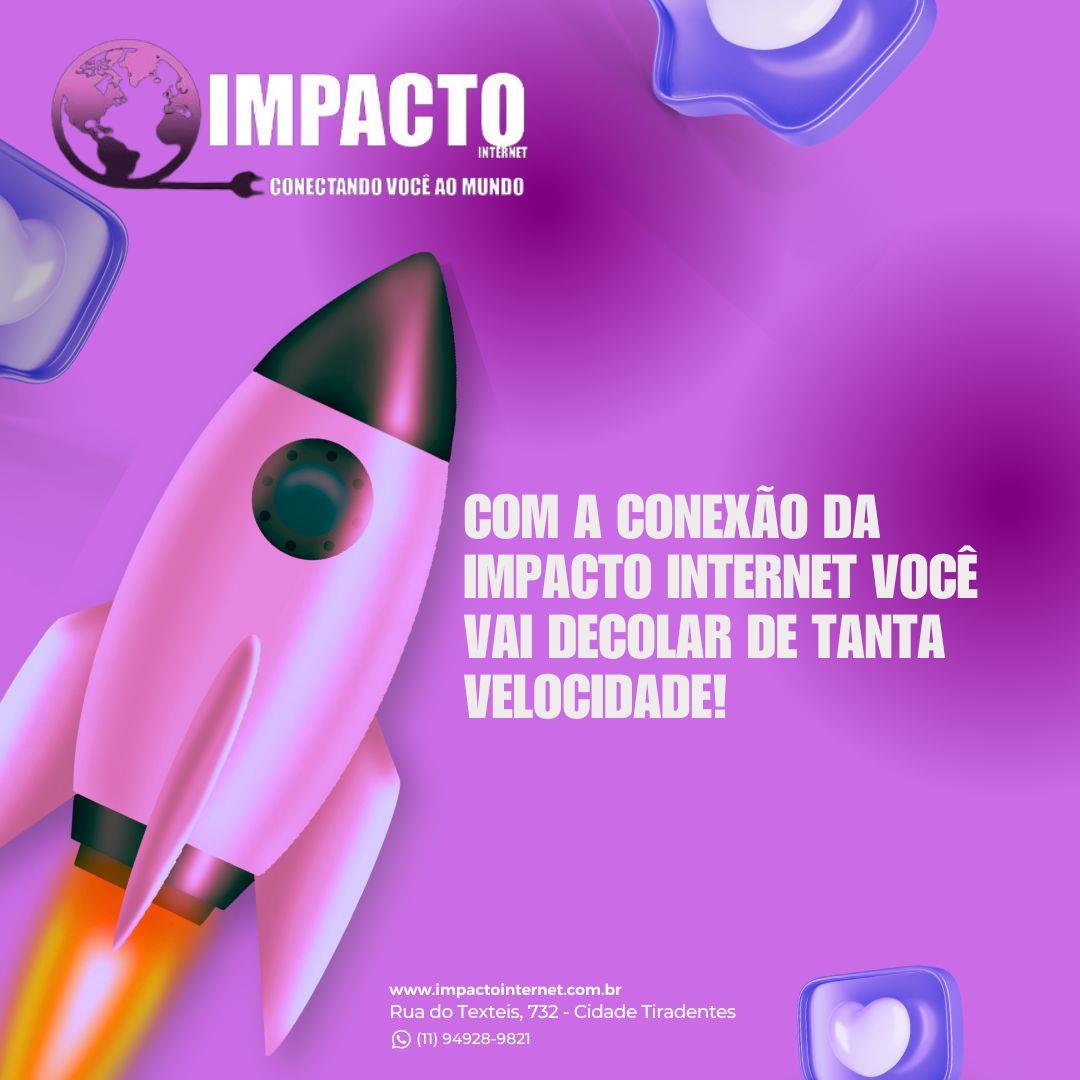 IMPACTO
INTERNET
CONECTANDO VOCÊ AO MUNDO
COM A CONEXÃO DA
IMPACTO INTERNET VOCÊ
VAI DECOLAR DE TANTA
VELOCIDADE!
www.impactointernet.com.br
Rua do Texteis, 732 - Cidade Tiradentes
(11) 94928-9821